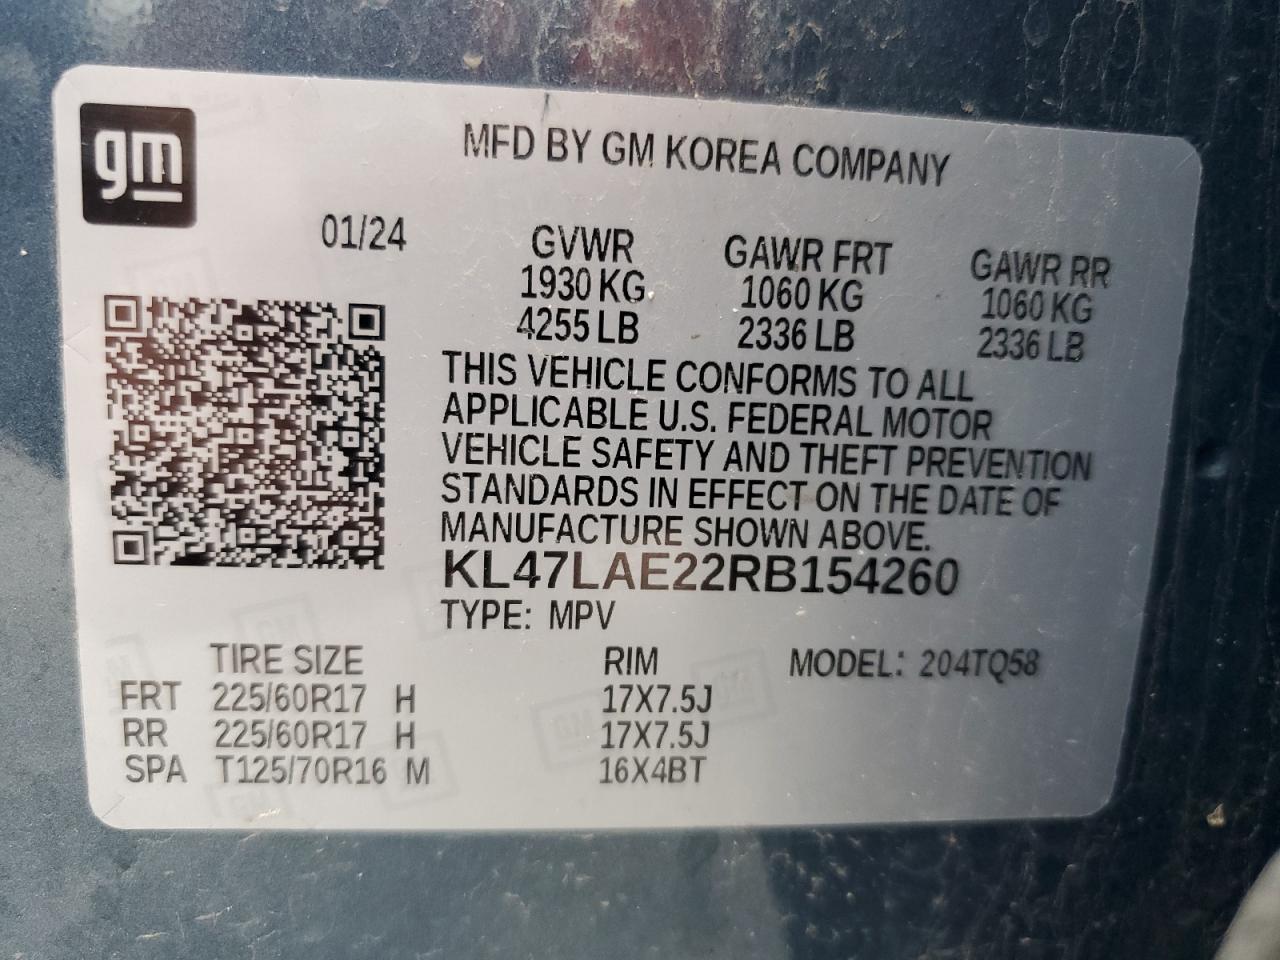 gm
MFD BY GM KOREA COMPANY
01/24
GVWR GAWR FRT GAWR RR
1930 KG 1060 KG 1060 KG
4255 LB 2336 LB 2336 LB
THIS VEHICLE CONFORMS TO ALL
APPLICABLE U.S. FEDERAL MOTOR
VEHICLE SAFETY AND THEFT PREVENTION
STANDARDS IN EFFECT ON THE DATE OF
MANUFACTURE SHOWN ABOVE.
KL47LAE22RB154260
TYPE: MPV
TIRE SIZE RIM MODEL: 204TQ58
FRT 225/60R17 H 17X7.5J
RR 225/60R17 H 17X7.5J
SPA T125/70R16 M 16X4BT